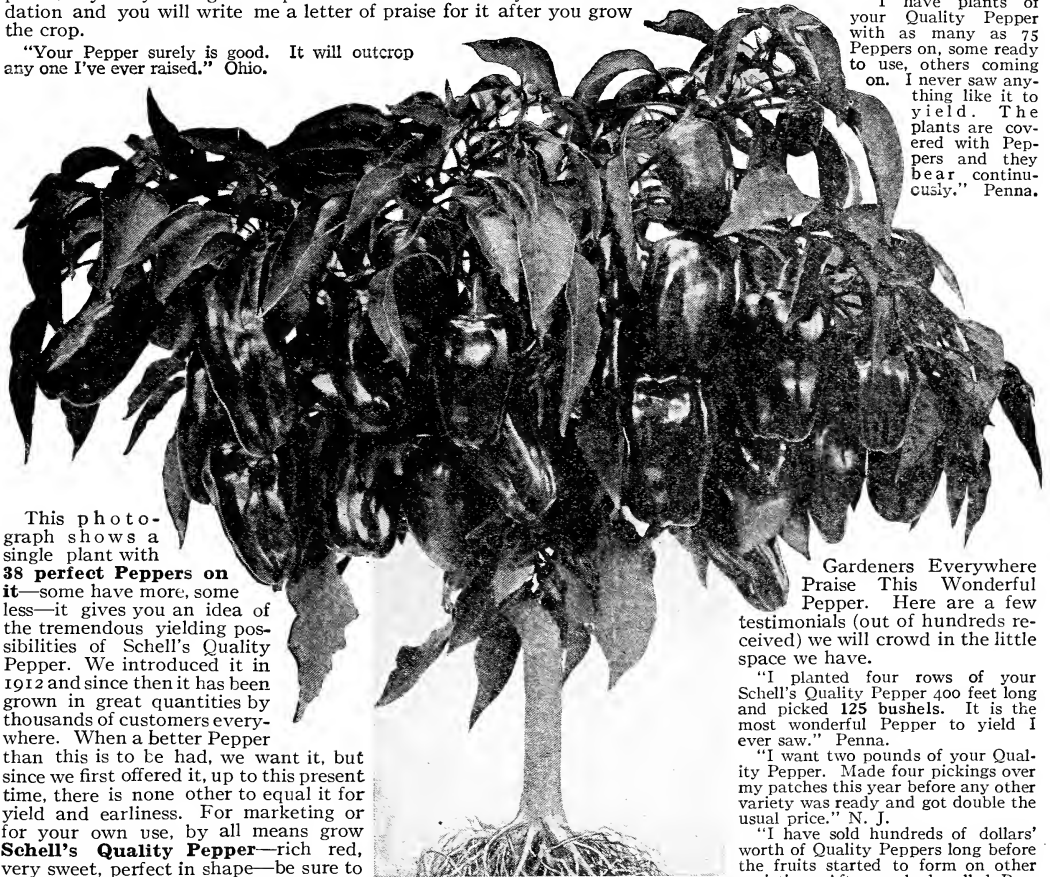 dation and you will write me a letter of praise for it after you grow
the crop.
"Your Pepper surely is good. It will outcrop
any one I've ever raised." Ohio.
I have plants of
your Quality Pepper
with as many as 75
Peppers on, some ready
to use, others coming
on. I never saw any-
thing like it to
yield. The
plants are cov-
ered with Pep-
pers and they
bear continu-
ously." Penna.
This photo-
graph shows a
single plant with
38 perfect Peppers on
it—some have more, some
less—it gives you an idea of
the tremendous yielding pos-
sibilities of Schell's Quality
Pepper. We introduced it in
1912 and since then it has been
grown in great quantities by
thousands of customers every-
where. When a better Pepper
than this is to be had, we want it, but
since we first offered it, up to this present
time, there is none other to equal it for
yield and earliness. For marketing or
for your own use, by all means grow
Schell's Quality Pepper—rich red,
very sweet, perfect in shape—be sure to
Gardeners Everywhere
Praise This Wonderful
Pepper. Here are a few
testimonials (out of hundreds re-
ceived) we will crowd in the little
space we have.
"I planted four rows of your
Schell's Quality Pepper 400 feet long
and picked 125 bushels. It is the
most wonderful Pepper to yield I
ever saw." Penna.
"I want two pounds of your Qual-
ity Pepper. Made four pickings over
my patches this year before any other
variety was ready and got double the
usual price." N. J.
"I have sold hundreds of dollars'
worth of Quality Peppers long before
the fruits started to form on other